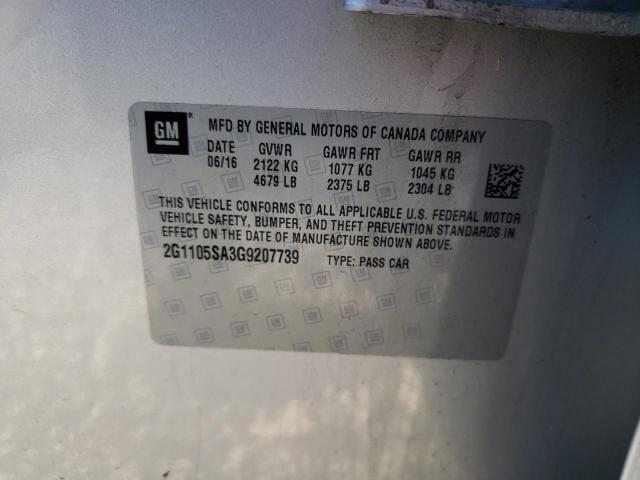 GM
MFD BY GENERAL MOTORS OF CANADA COMPANY
DATE GVWR GAWR FRT GAWR RR
06/16 2122 KG 1077 KG 1045 KG
4679 LB 2375 LB 2304 LB
THIS VEHICLE CONFORMS TO ALL APPLICABLE U.S. FEDERAL MOTOR
VEHICLE SAFETY, BUMPER, AND THEFT PREVENTION STANDARDS IN
EFFECT ON THE DATE OF MANUFACTURE SHOWN ABOVE.
2G1105SA3G9207739 TYPE: PASS CAR